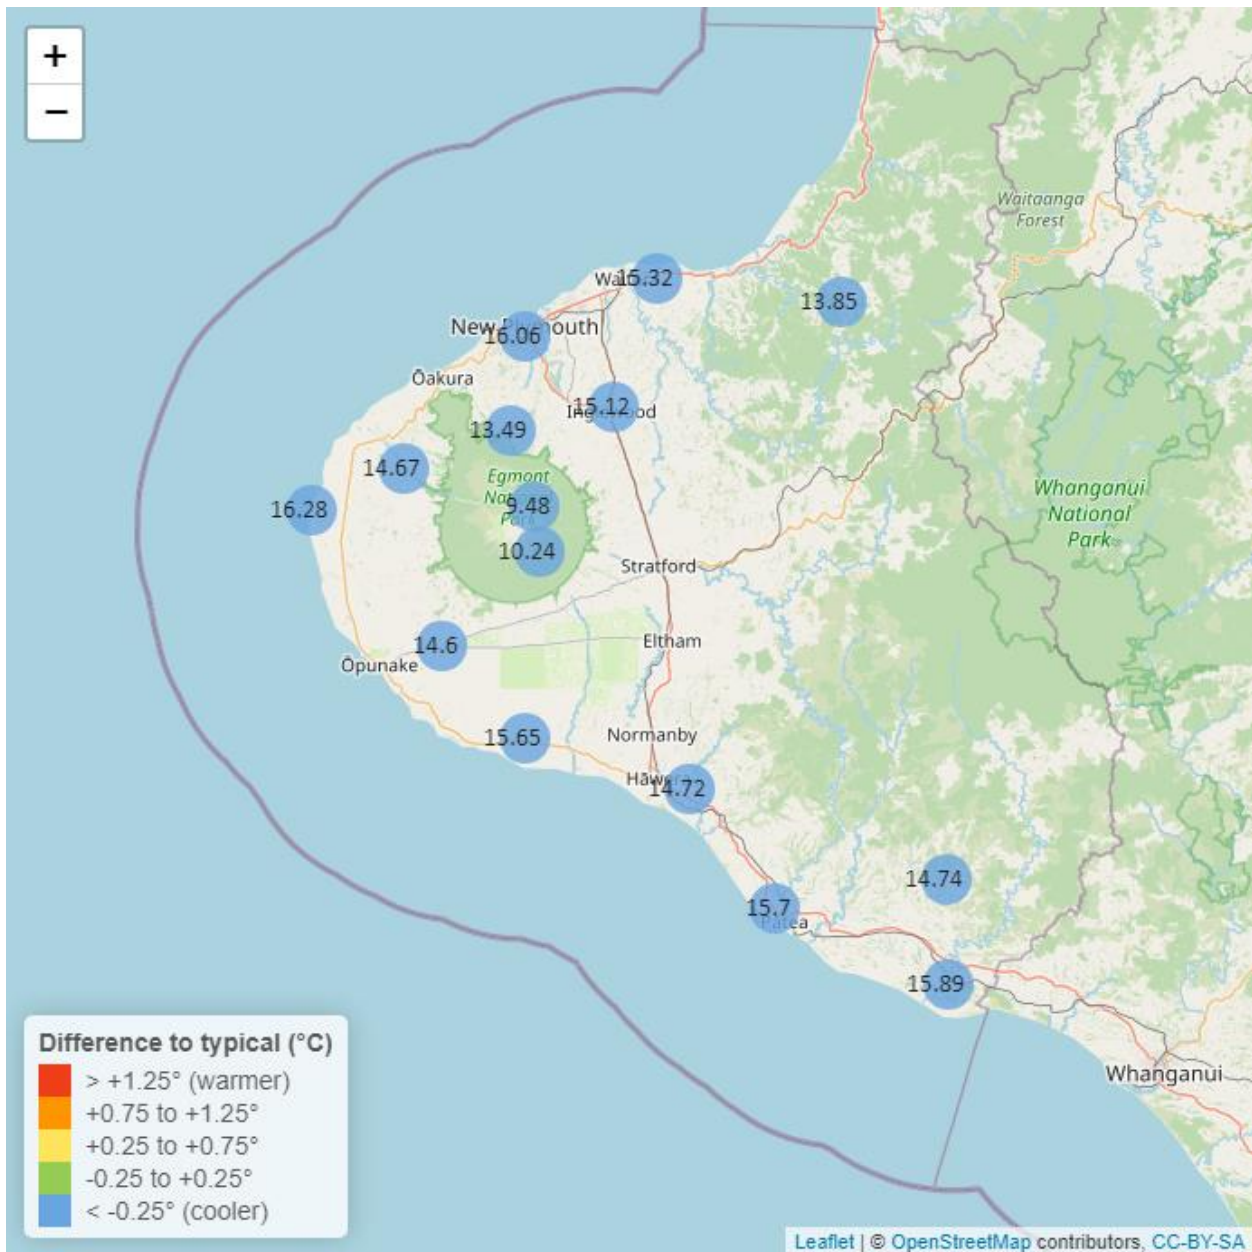 +
−
Waitaanga
Forest
15.32
13.85
16.06
Ōakura
15.12
13.49
14.67
Egmont
16.28
9.48
Whanganui
National
Park
10.24
Stratford
14.6
Eltham
Ōpunake
15.65
Normanby
14.72
14.74
15.7
15.89
Whanganui
Difference to typical (°C)
> +1.25° (warmer)
+0.75 to +1.25°
+0.25 to +0.75°
-0.25 to +0.25°
< -0.25° (cooler)
Leaflet | © OpenStreetMap contributors, CC-BY-SA